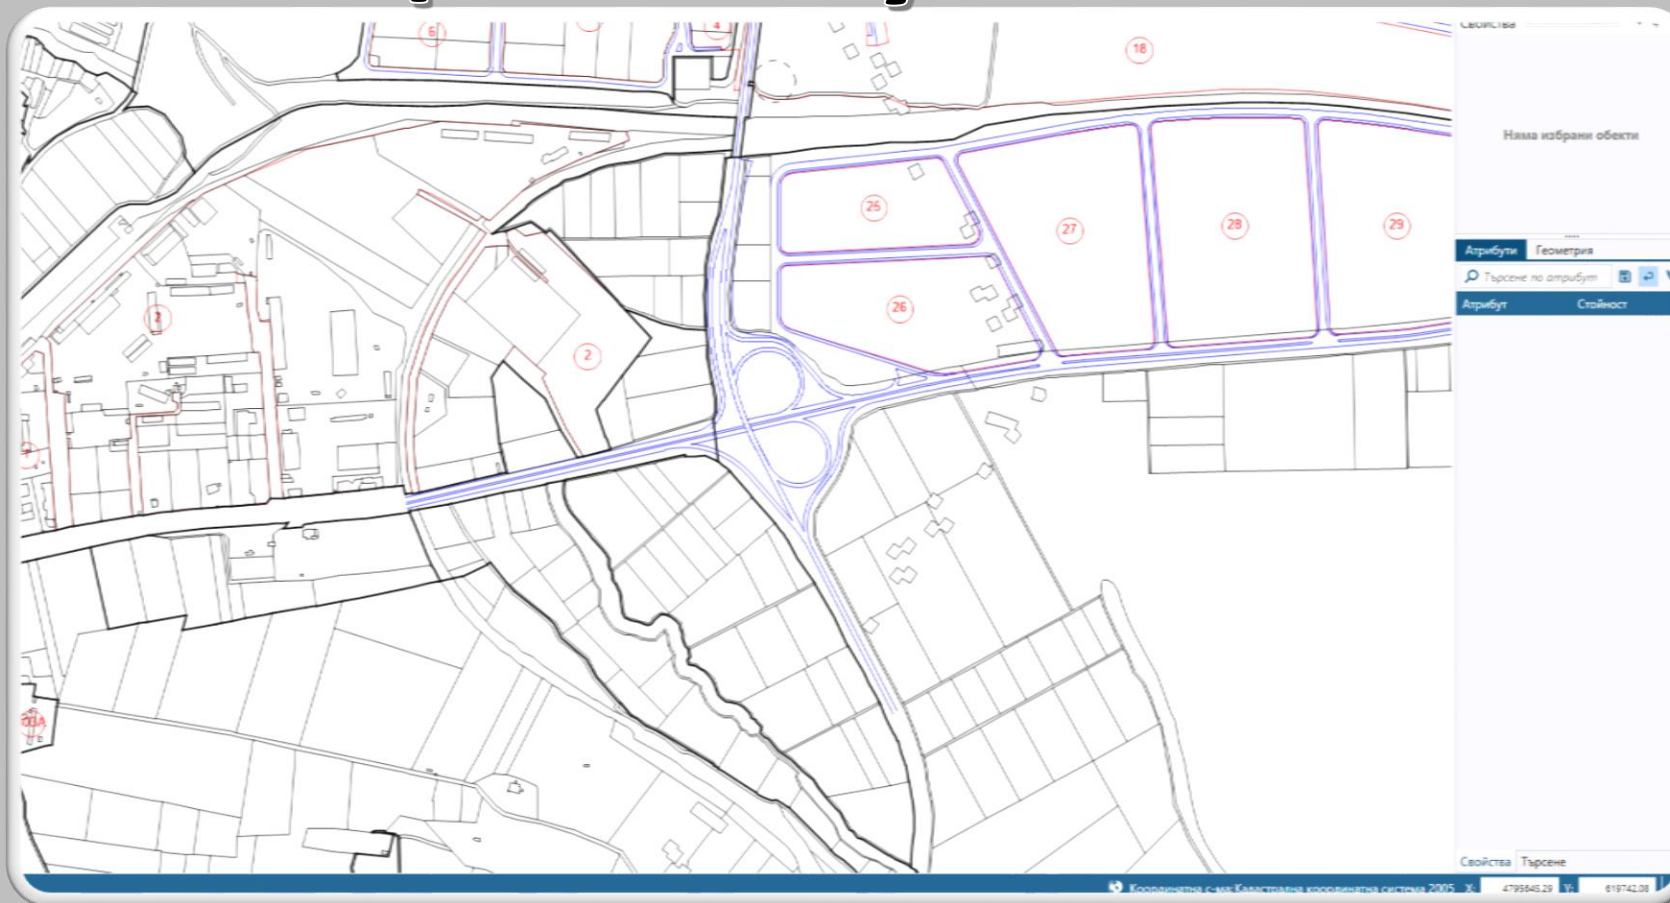 6
4
18
Свойства
Няма избрани обекти
25
27
28
29
Атрибути Геометрия
Търсене по атрибут
Атрибут Стойност
26
2
2
Свойства Търсене
Координатна с-ма: Кадастрална координатна система 2005 X: 4795645.29 Y: 619742.08